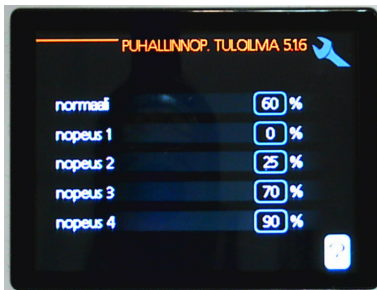 PUHALLINNOP. TULOILMA 5.1.6
normaali 60 %
nopeus 1 0 %
nopeus 2 25 %
nopeus 3 70 %
nopeus 4 90 %
?